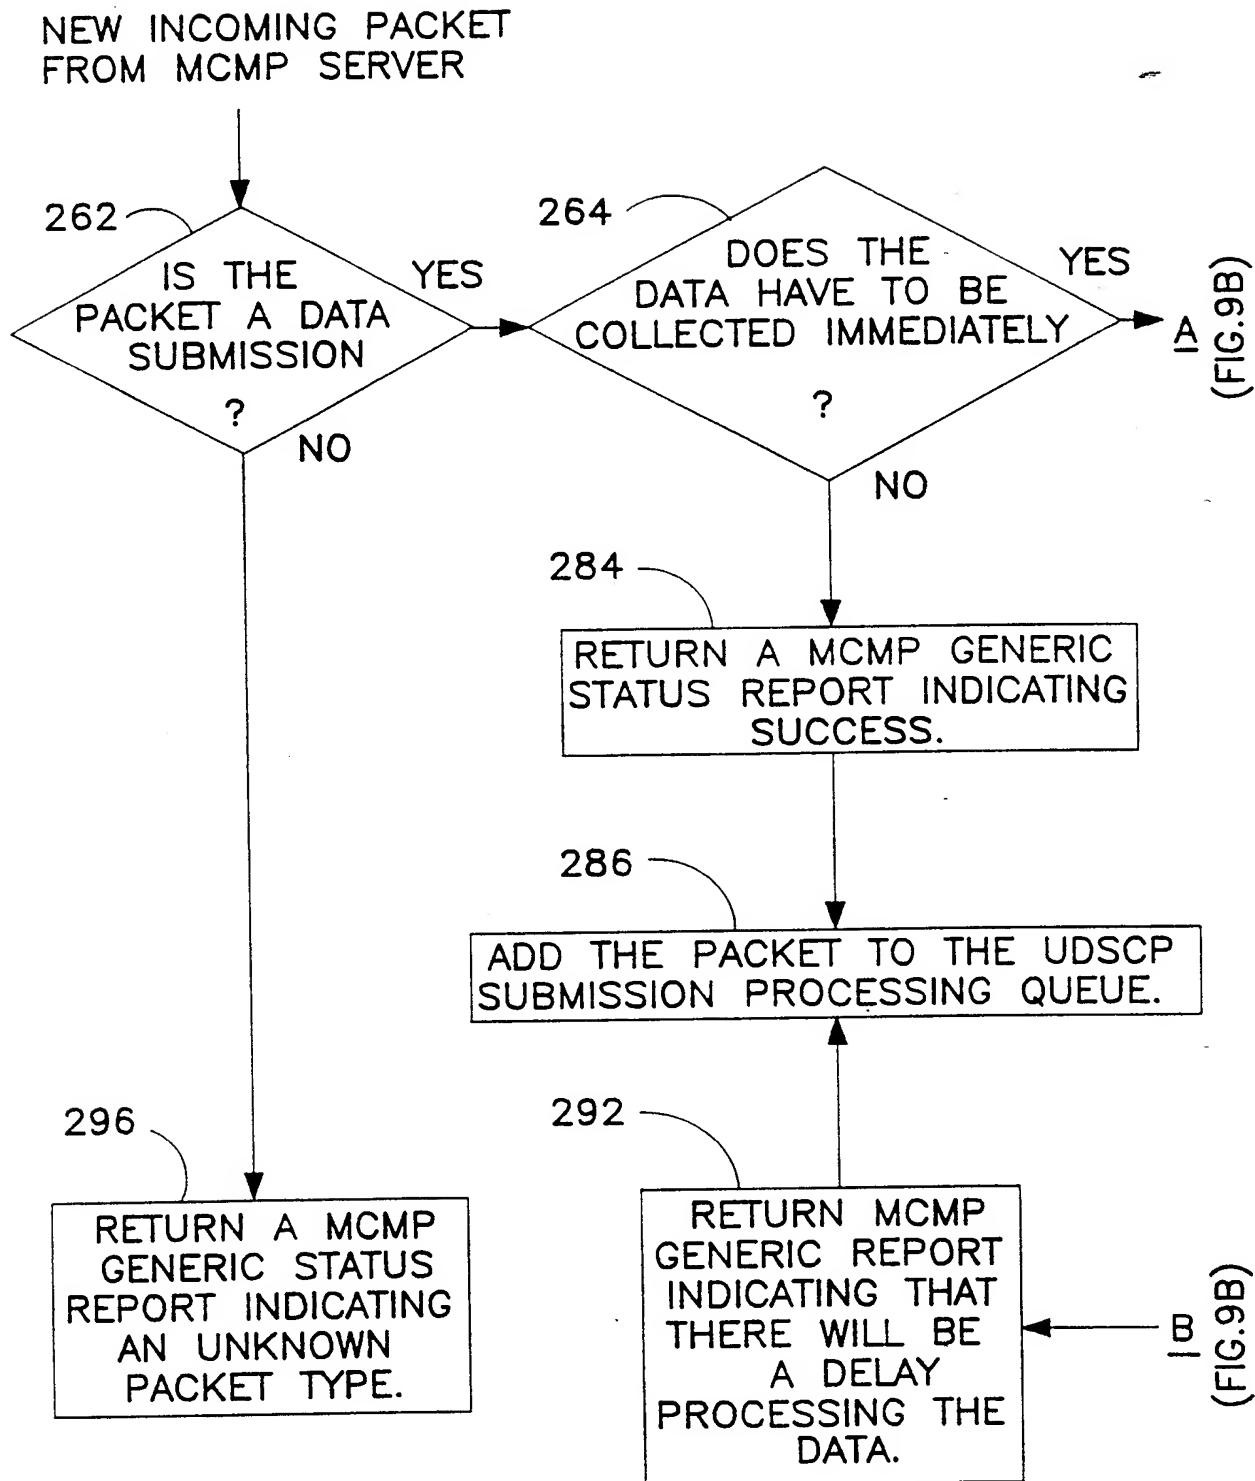 NEW INCOMING PACKET
FROM MCMP SERVER
262
IS THE
PACKET A DATA
SUBMISSION
?
YES
NO
264
DOES THE
DATA HAVE TO BE
COLLECTED IMMEDIATELY
?
YES
A
(FIG.9B)
NO
284
RETURN A MCMP GENERIC
STATUS REPORT INDICATING
SUCCESS.
286
ADD THE PACKET TO THE UDSCP
SUBMISSION PROCESSING QUEUE.
296
RETURN A MCMP
GENERIC STATUS
REPORT INDICATING
AN UNKNOWN
PACKET TYPE.
292
RETURN MCMP
GENERIC REPORT
INDICATING THAT
THERE WILL BE
A DELAY
PROCESSING THE
DATA.
B
(FIG.9B)